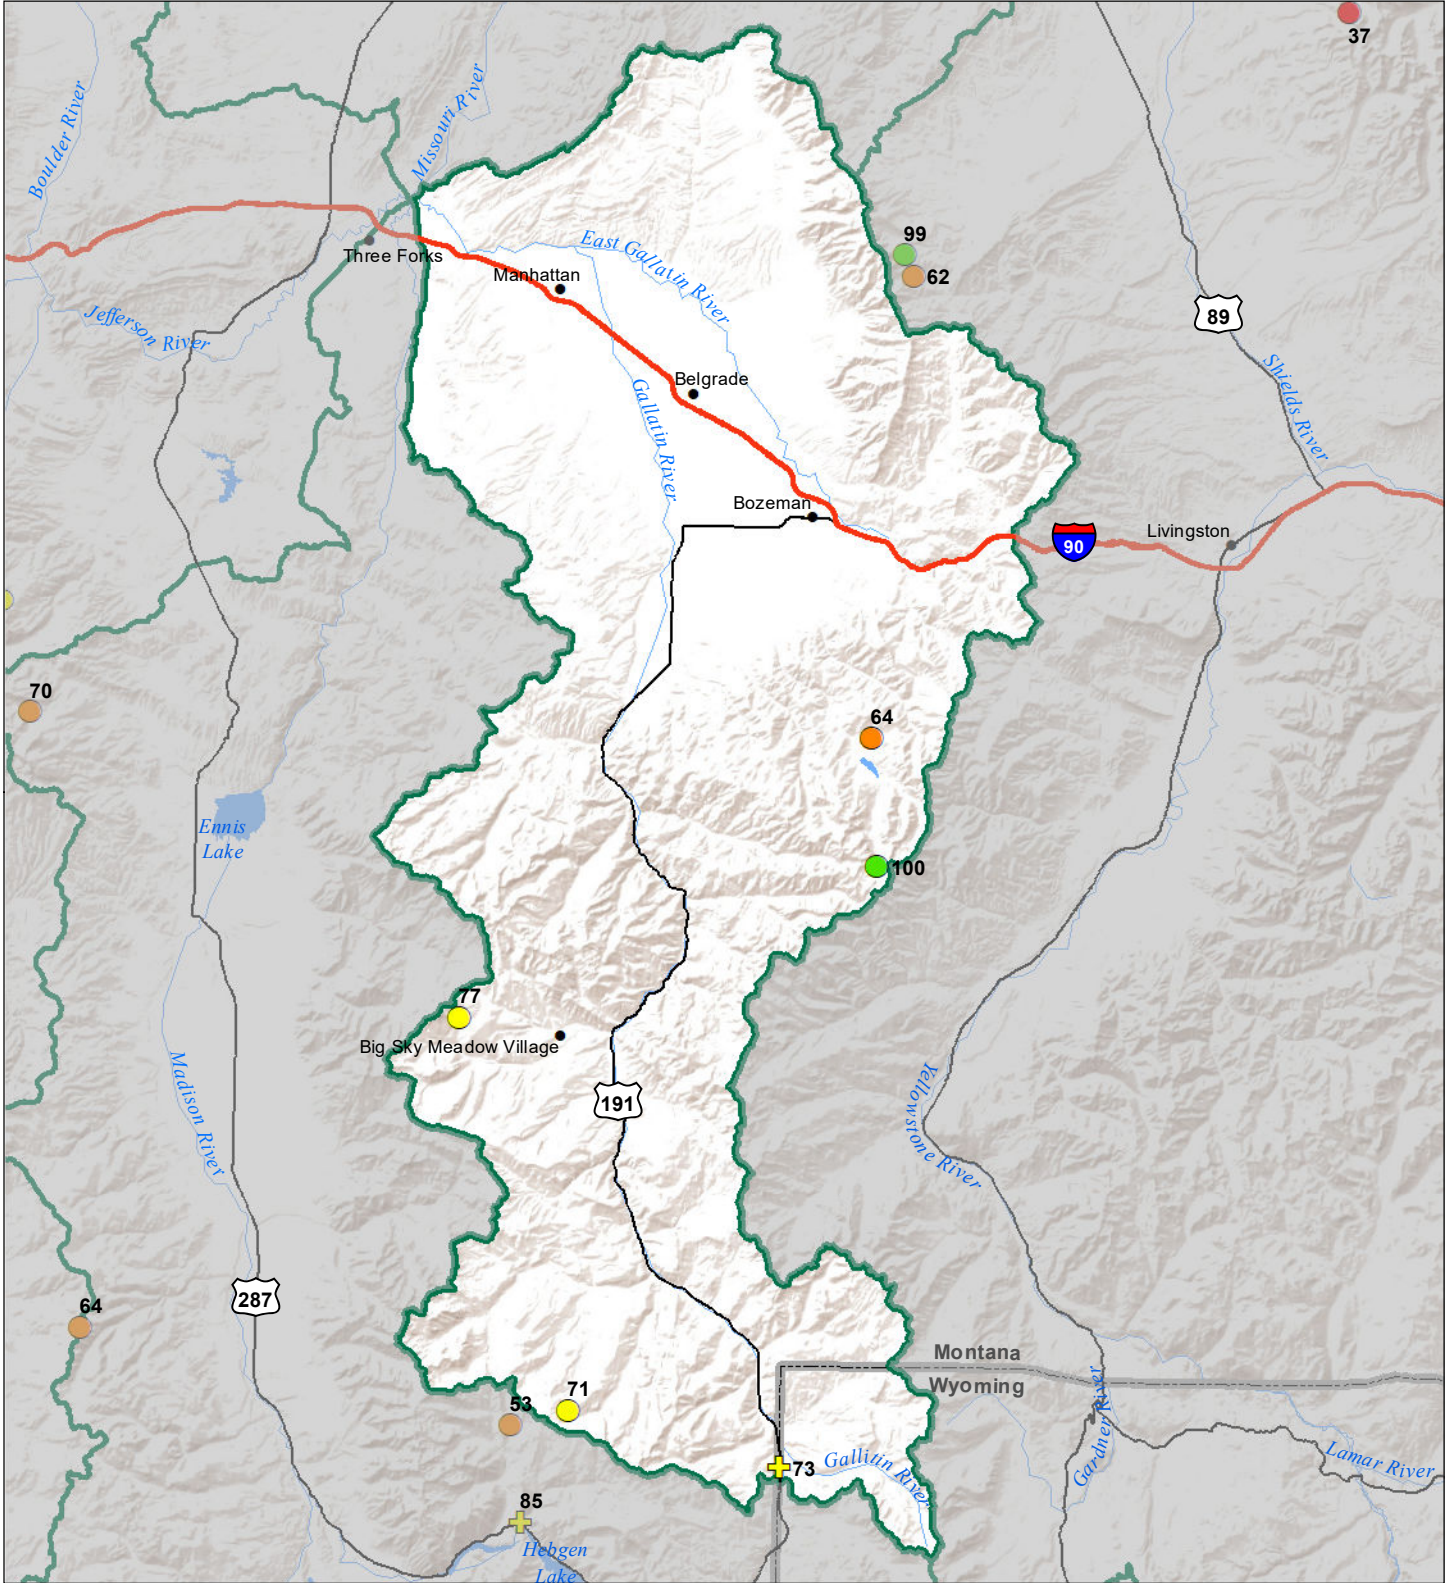 37
Missouri River
Boulder River
99
62
East Gallatin River
Three Forks
Manhattan
89
Jefferson River
Shields River
Belgrade
Gallatin River
Bozeman
90
Livingston
70
64
Ennis
Lake
100
77
Big Sky Meadow Village
Madison River
191
Yellowstone River
287
64
Montana
Wyoming
71
53
Gardner River
Gallitin River
73
Lamar River
85
Hebgen
Lake